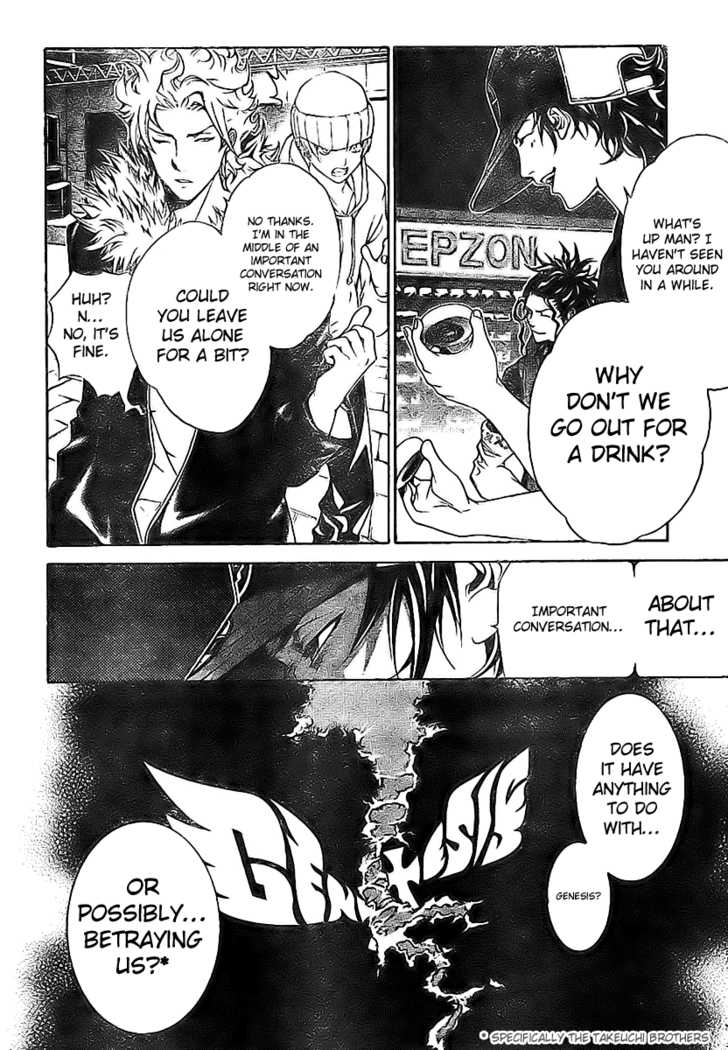 WHAT'S
UP MAN? I
HAVEN'T SEEN
YOU AROUND
IN A WHILE.
EPZON
WHY
DON'T WE
GO OUT FOR
A DRINK?
NO THANKS.
I'M IN THE
MIDDLE OF AN
IMPORTANT
CONVERSATION
RIGHT NOW.
COULD
YOU LEAVE
US ALONE
FOR A BIT?
HUH?
N...
NO, IT'S
FINE.
ABOUT
THAT...
IMPORTANT
CONVERSATION...
DOES
IT HAVE
ANYTHING
TO DO
WITH...
GENESIS?
GENESIS
OR
POSSIBLY...
BETRAYING
US?*
* SPECIFICALLY THE TAKEUCHI BROTHERS